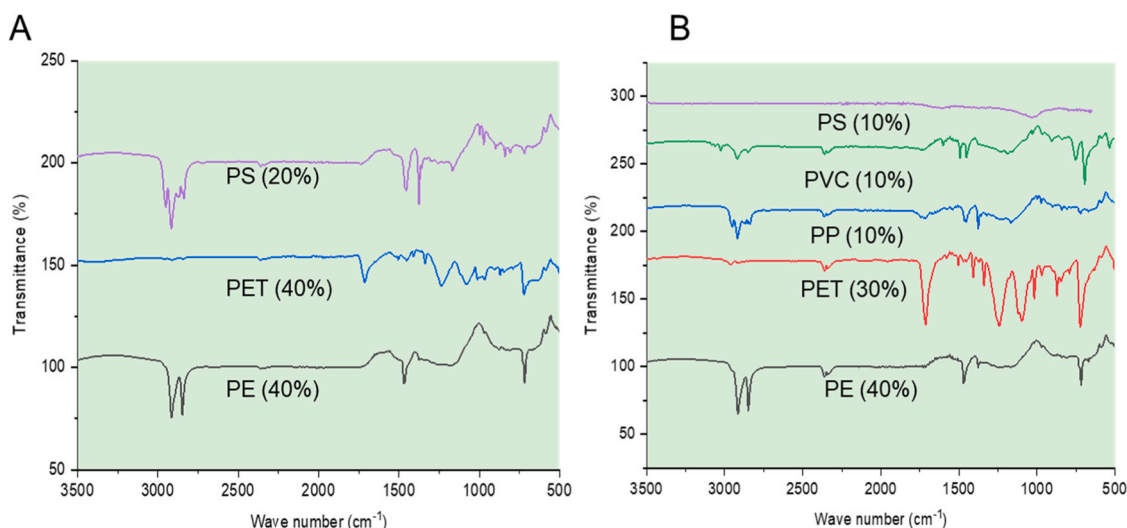 A
B
250
200
150
100
50
Transmittance (%)
PS (20%)
PET (40%)
PE (40%)
3500 3000 2500 2000 1500 1000 500
Wave number (cm⁻¹)
300
250
200
150
100
50
Transmittance (%)
PS (10%)
PVC (10%)
PP (10%)
PET (30%)
PE (40%)
3500 3000 2500 2000 1500 1000 500
Wave number (cm⁻¹)